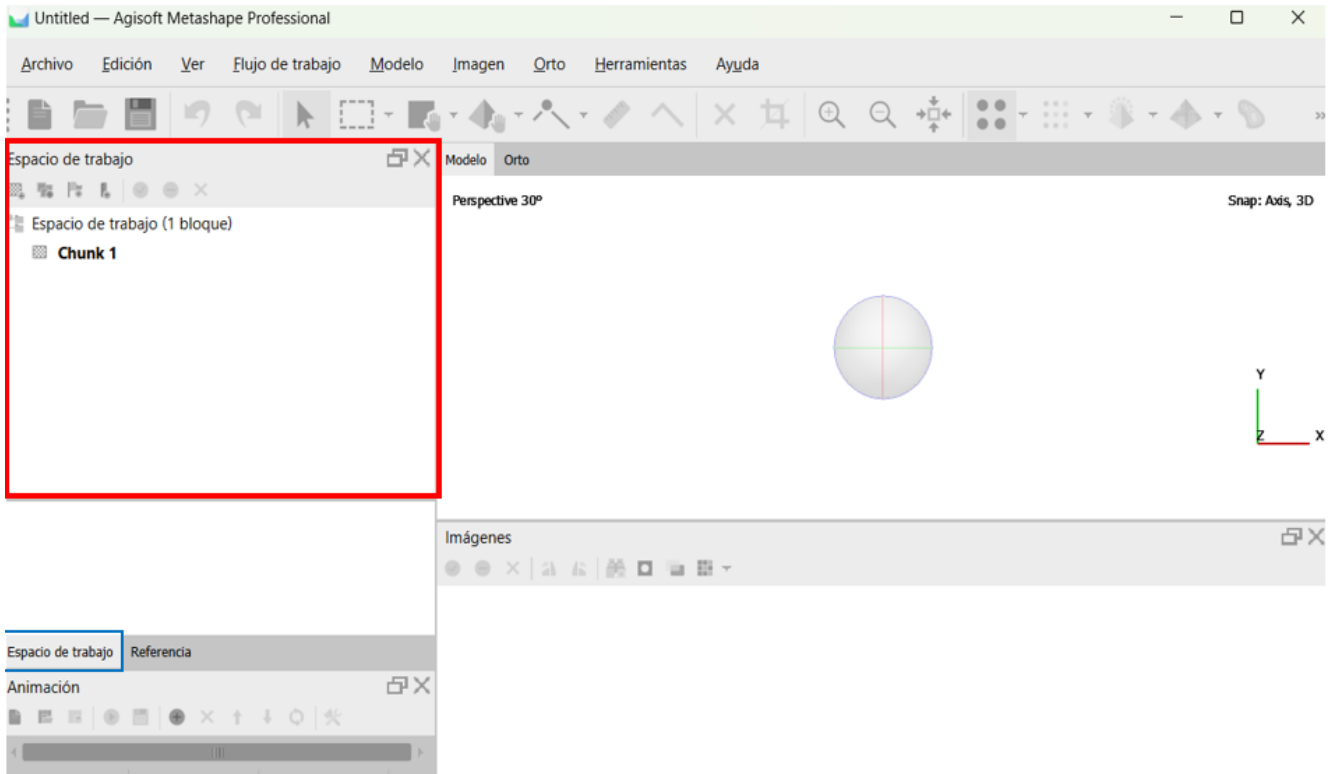 Untitled — Agisoft Metashape Professional
Archivo Edición Ver Flujo de trabajo Modelo Imagen Orto Herramientas Ayuda
Espacio de trabajo
Espacio de trabajo (1 bloque)
Chunk 1
Espacio de trabajo Referencia
Animación
Modelo Orto
Perspective 30° Snap: Axis, 3D
Y
Z X
Imágenes